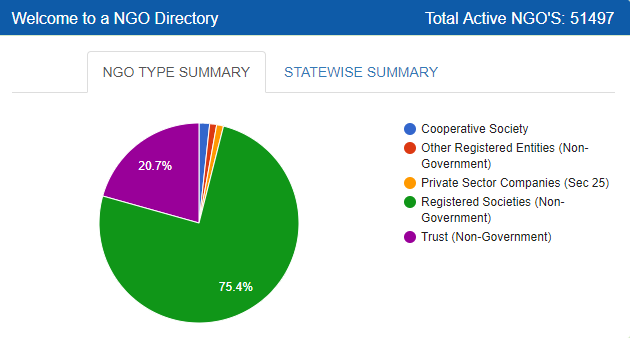 Welcome to a NGO Directory
Total Active NGO'S: 51497
NGO TYPE SUMMARY
STATEWISE SUMMARY
20.7%
75.4%
Cooperative Society
Other Registered Entities (Non-
Government)
Private Sector Companies (Sec 25)
Registered Societies (Non-
Government)
Trust (Non-Government)